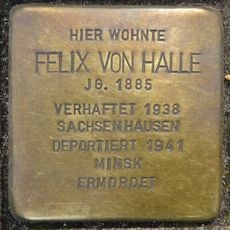 HIER WOHNTE
FELIX VON HALLE
JG. 1885
VERHAFTET 1938
SACHSENHAUSEN
DEPORTIERT 1941
MINSK
ERMORDET